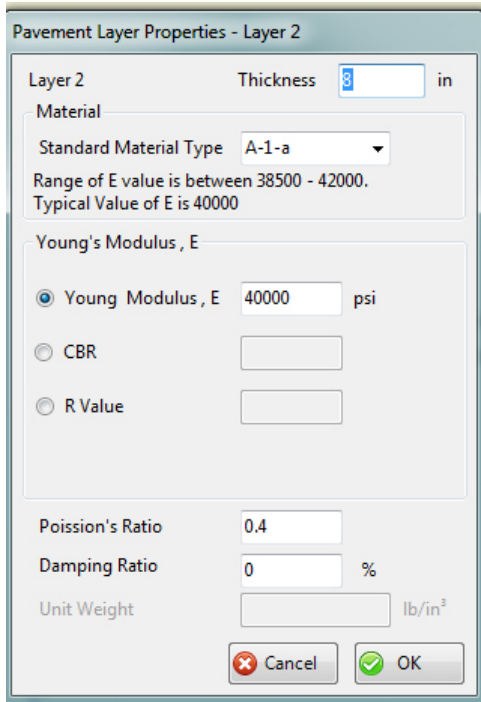 Pavement Layer Properties - Layer 2
Layer 2 Thickness 8 in
Material
Standard Material Type A-1-a
Range of E value is between 38500 - 42000.
Typical Value of E is 40000
Young's Modulus , E
Young Modulus , E 40000 psi
CBR
R Value
Poission's Ratio 0.4
Damping Ratio 0 %
Unit Weight lb/in³
Cancel OK